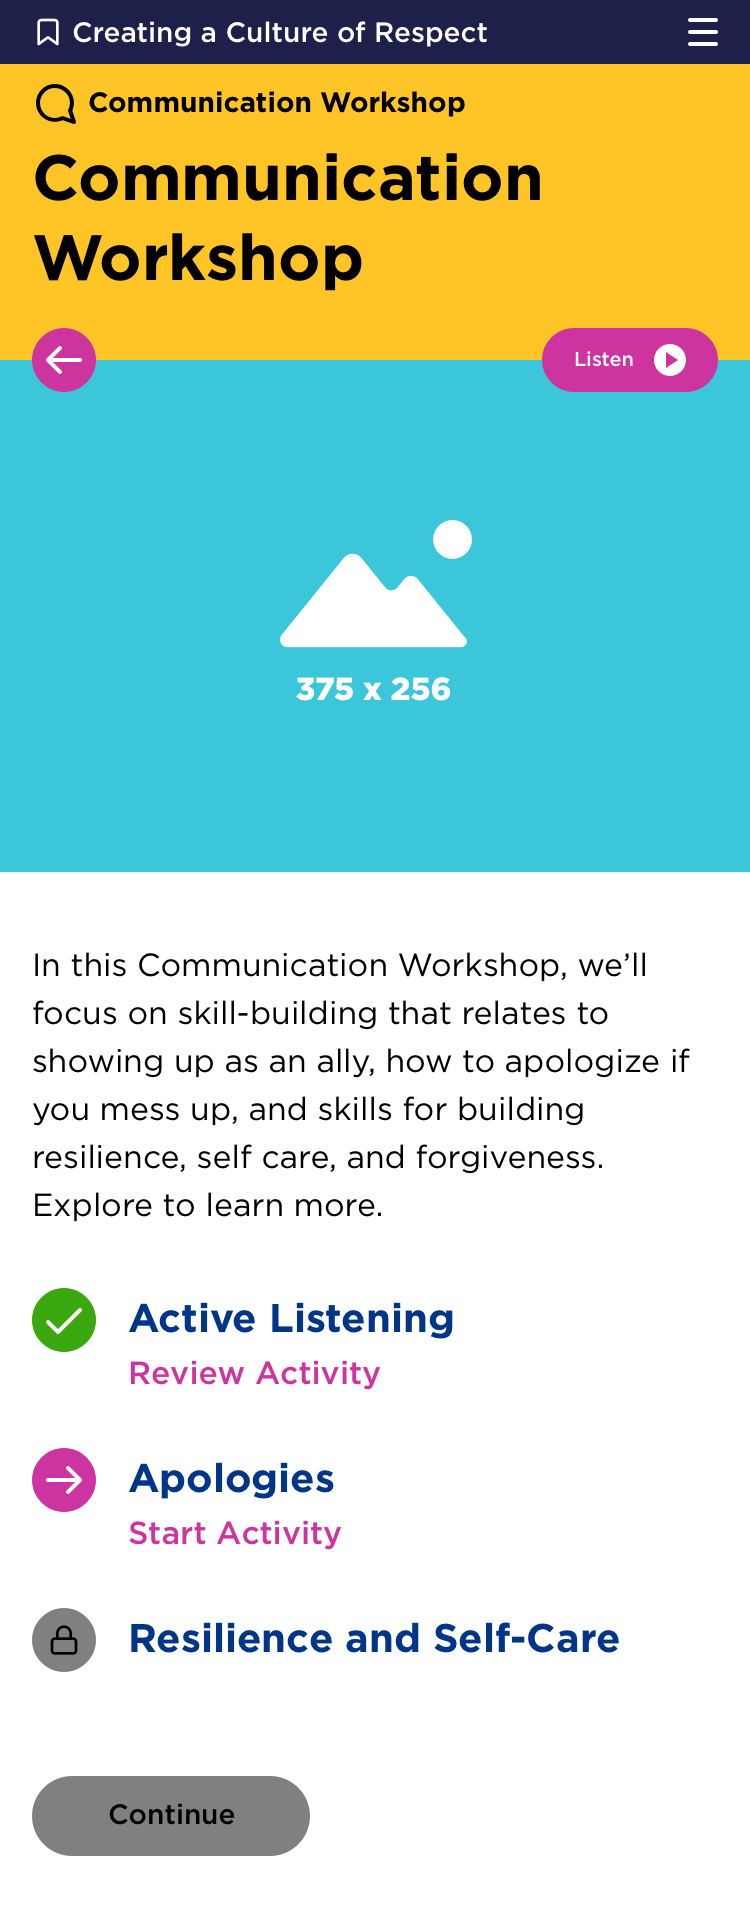 Creating a Culture of Respect
Communication Workshop
Communication
Workshop
Listen
375 x 256
In this Communication Workshop, we’ll
focus on skill-building that relates to
showing up as an ally, how to apologize if
you mess up, and skills for building
resilience, self care, and forgiveness.
Explore to learn more.
Active Listening
Review Activity
Apologies
Start Activity
Resilience and Self-Care
Continue